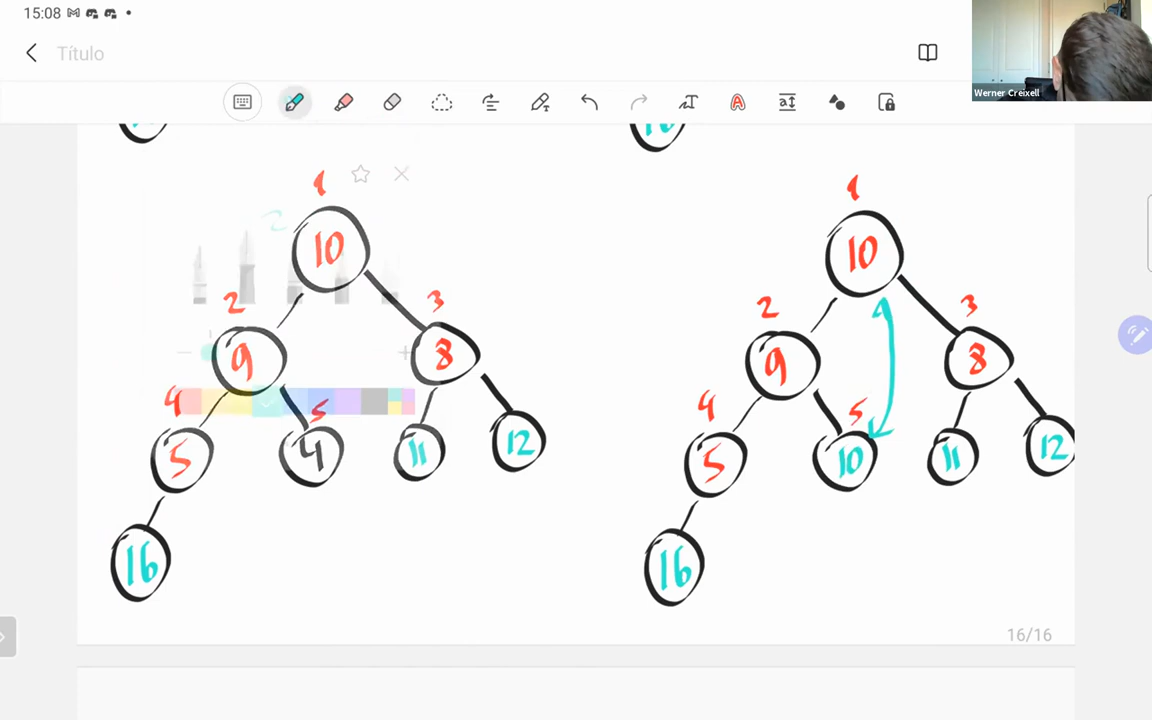 15:08
Título
Werner Creixell
1 1
10 10
2 3 2 3
9 8 9 8
4 5 4 5
5 4 11 12 5 10 11 12
16 16
16/16